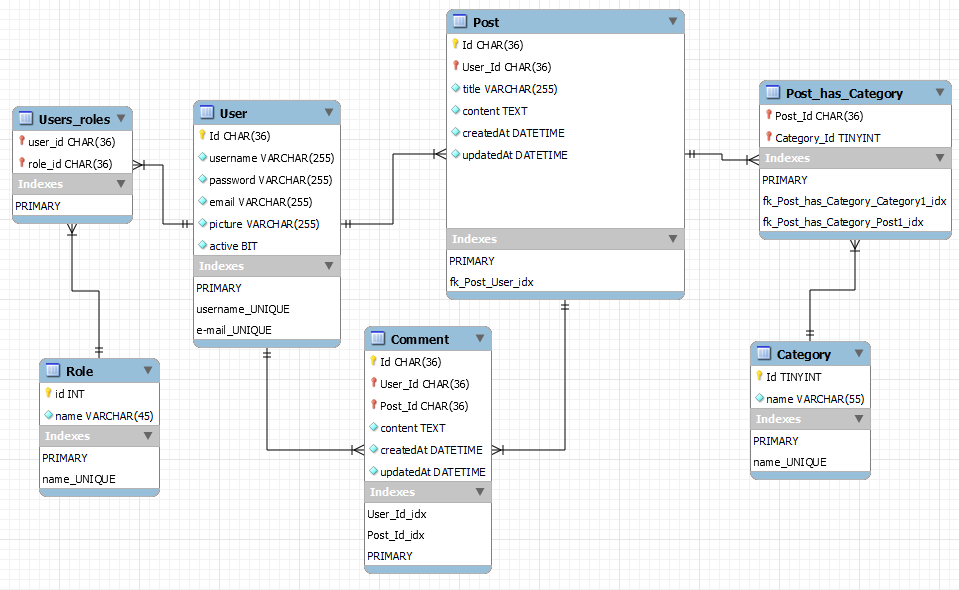 Users_roles
user_id CHAR(36)
role_id CHAR(36)
Indexes
PRIMARY
User
Id CHAR(36)
username VARCHAR(255)
password VARCHAR(255)
email VARCHAR(255)
picture VARCHAR(255)
active BIT
Indexes
PRIMARY
username_UNIQUE
e-mail_UNIQUE
Post
Id CHAR(36)
User_Id CHAR(36)
title VARCHAR(255)
content TEXT
createdAt DATETIME
updatedAt DATETIME
Indexes
PRIMARY
fk_Post_User_idx
Post_has_Category
Post_Id CHAR(36)
Category_Id TINYINT
Indexes
PRIMARY
fk_Post_has_Category_Category1_idx
fk_Post_has_Category_Post1_idx
Role
id INT
name VARCHAR(45)
Indexes
PRIMARY
name_UNIQUE
Comment
Id CHAR(36)
User_Id CHAR(36)
Post_Id CHAR(36)
content TEXT
createdAt DATETIME
updatedAt DATETIME
Indexes
User_Id_idx
Post_Id_idx
PRIMARY
Category
Id TINYINT
name VARCHAR(55)
Indexes
PRIMARY
name_UNIQUE